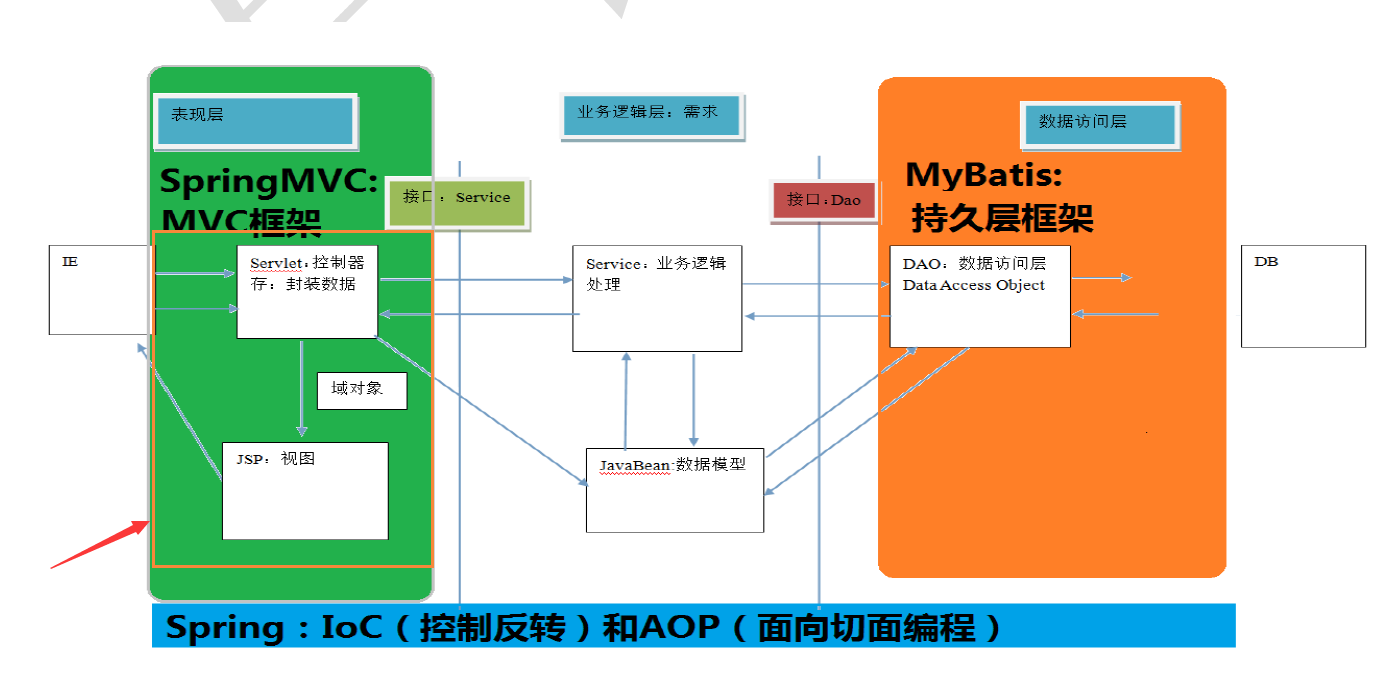 表现层
业务逻辑层：需求
数据访问层
SpringMVC:
MVC框架
接口：Service
接口：Dao
MyBatis:
持久层框架
IE
Servlet：控制器
存：封装数据
Service：业务逻辑
处理
DAO：数据访问层
Data Access Object
DB
域对象
JSP：视图
JavaBean:数据模型
Spring：IoC（控制反转）和AOP（面向切面编程）